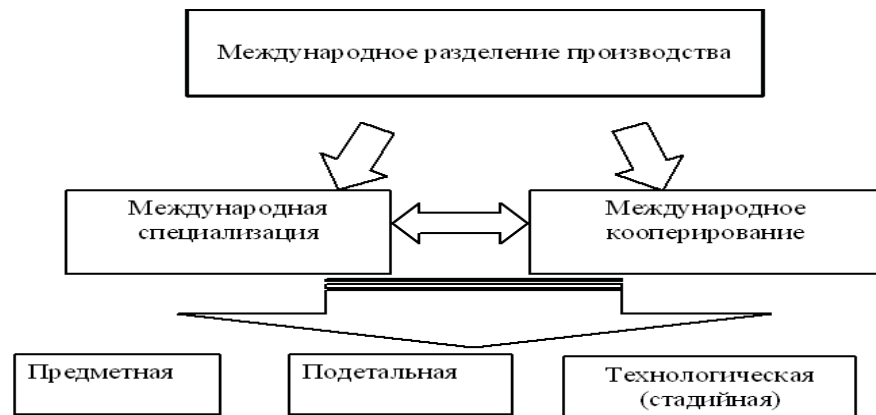 Международное разделение производства
Международная
специализация
Международное
кооперирование
Предметная
Подетальная
Технологическая
(стадийная)